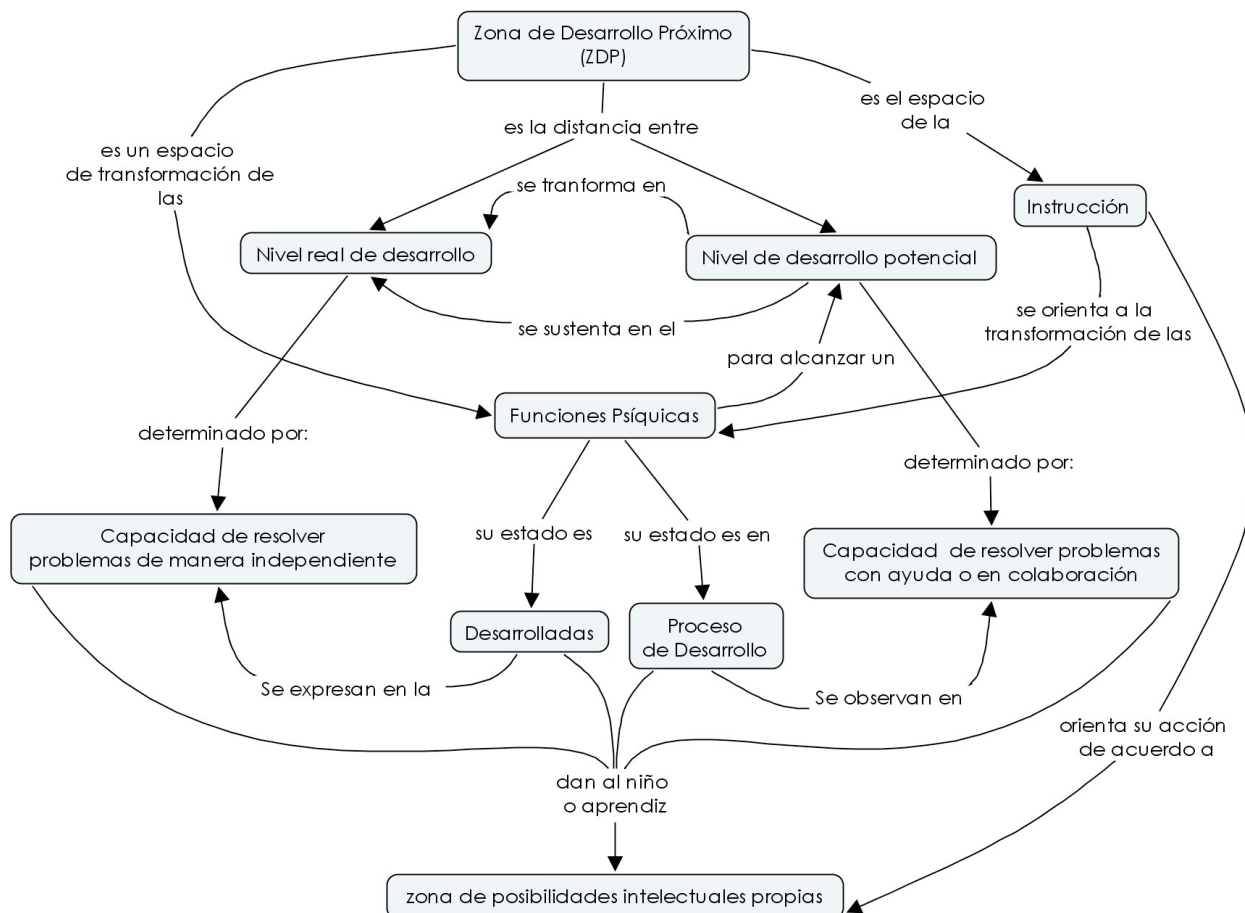 Zona de Desarrollo Próximo
(ZDP)
es el espacio
de la
es la distancia entre
es un espacio
de transformación de
las
se tranforma en
Instrucción
Nivel real de desarrollo
Nivel de desarrollo potencial
se orienta a la
transformación de las
se sustenta en el
para alcanzar un
Funciones Psíquicas
determinado por:
determinado por:
Capacidad de resolver
problemas de manera independiente
su estado es
su estado es en
Capacidad de resolver problemas
con ayuda o en colaboración
Desarrolladas
Proceso
de Desarrollo
Se expresan en la
Se observan en
orienta su acción
de acuerdo a
dan al niño
o aprendiz
zona de posibilidades intelectuales propias